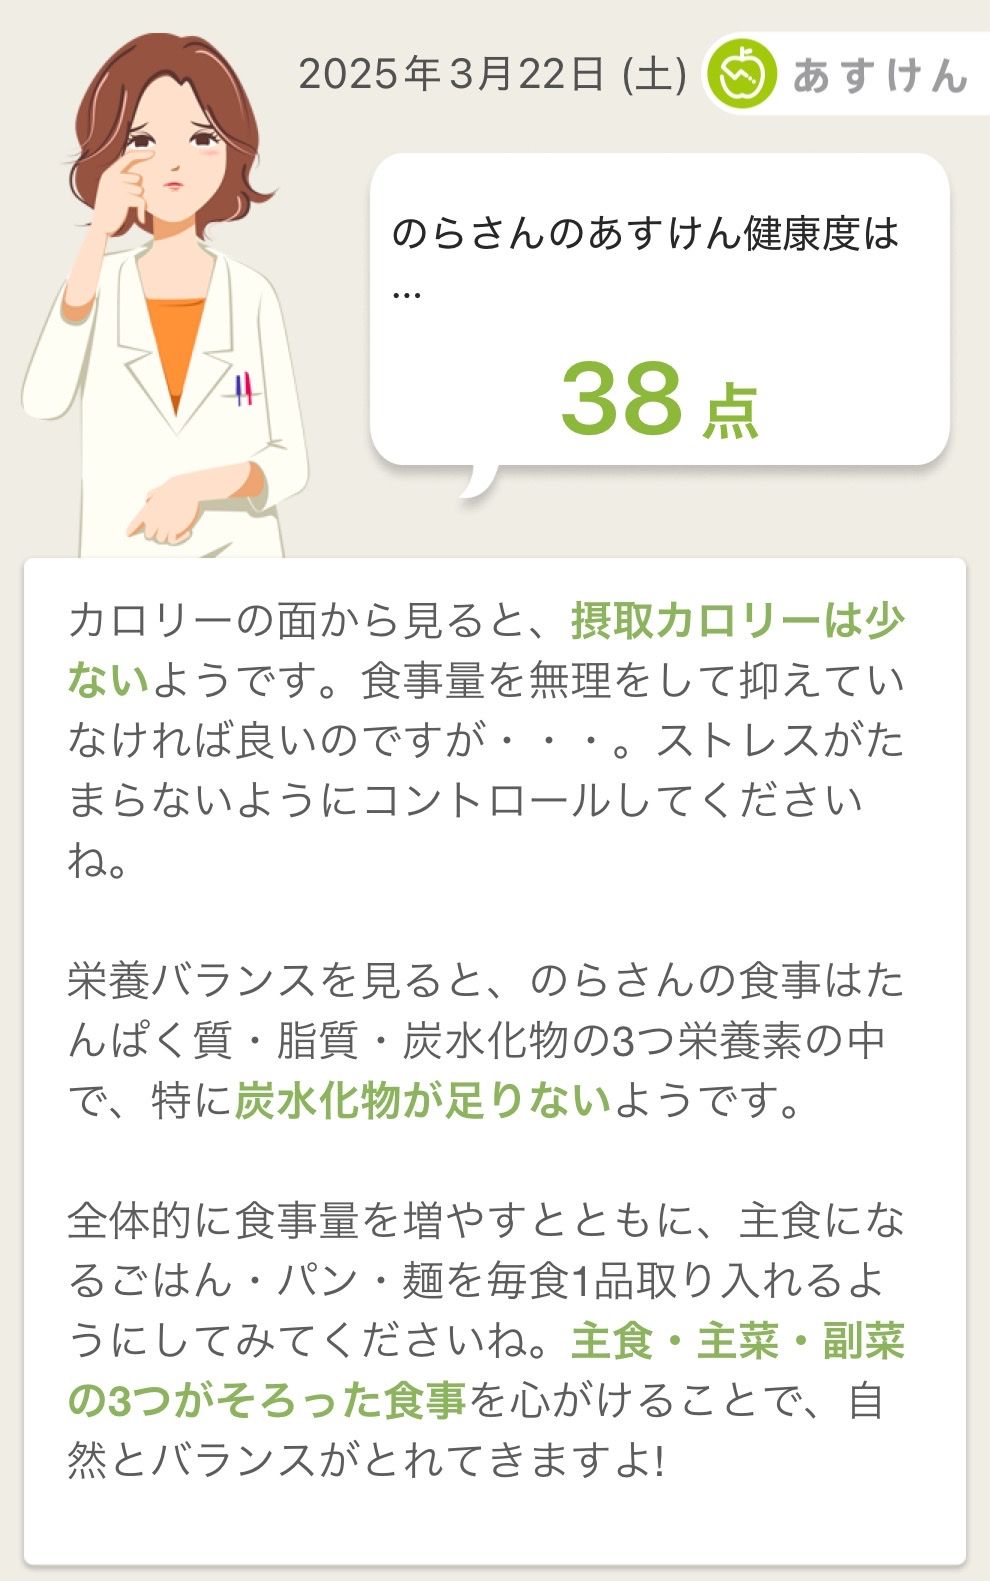 2025年3月22日 (土)
あすけん
のらさんのあすけん健康度は
...
38 点
カロリーの面から見ると、摂取カロリーは少
ないようです。食事量を無理をして抑えてい
なければ良いのですが・・・。ストレスがた
まらないようにコントロールしてください
ね。
栄養バランスを見ると、のらさんの食事はた
んぱく質・脂質・炭水化物の3つ栄養素の中
で、特に炭水化物が足りないようです。
全体的に食事量を増やすとともに、主食にな
るごはん・パン・麺を毎食1品取り入れるよ
うにしてみてくださいね。主食・主菜・副菜
の3つがそろった食事を心がけることで、自
然とバランスがとれてきますよ!